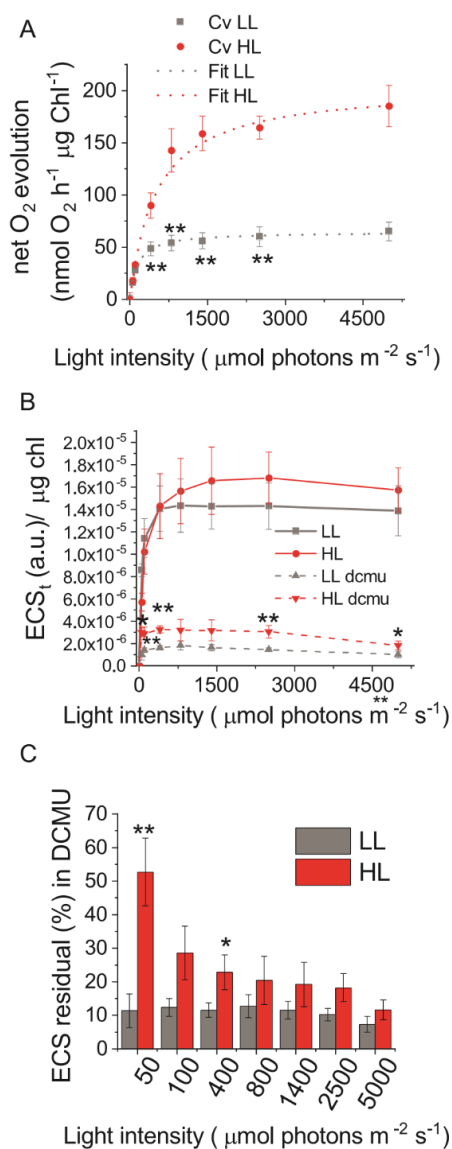 A
Cv LL
Cv HL
Fit LL
Fit HL
net O2 evolution
(nmol O2 h-1 µg Chl-1)
200
150
100
50
0
**
**
**
**
0 1500 3000 4500
Light intensity ( µmol photons m-2 s-1)
B
ECSt (a.u.)/ µg chl
2.0x10-5
1.8x10-5
1.6x10-5
1.4x10-5
1.2x10-5
1.0x10-5
8.0x10-6
6.0x10-6
4.0x10-6
2.0x10-6
0.0
LL
HL
LL dcmu
HL dcmu
*
**
**
**
*
0 1500 3000 4500
**
Light intensity ( µmol photons m-2 s-1)
C
ECS residual (%) in DCMU
70
60
50
40
30
20
10
0
**
*
LL
HL
50 100 400 800 1400 2500 5000
Light intensity ( µmol photons m-2 s-1)